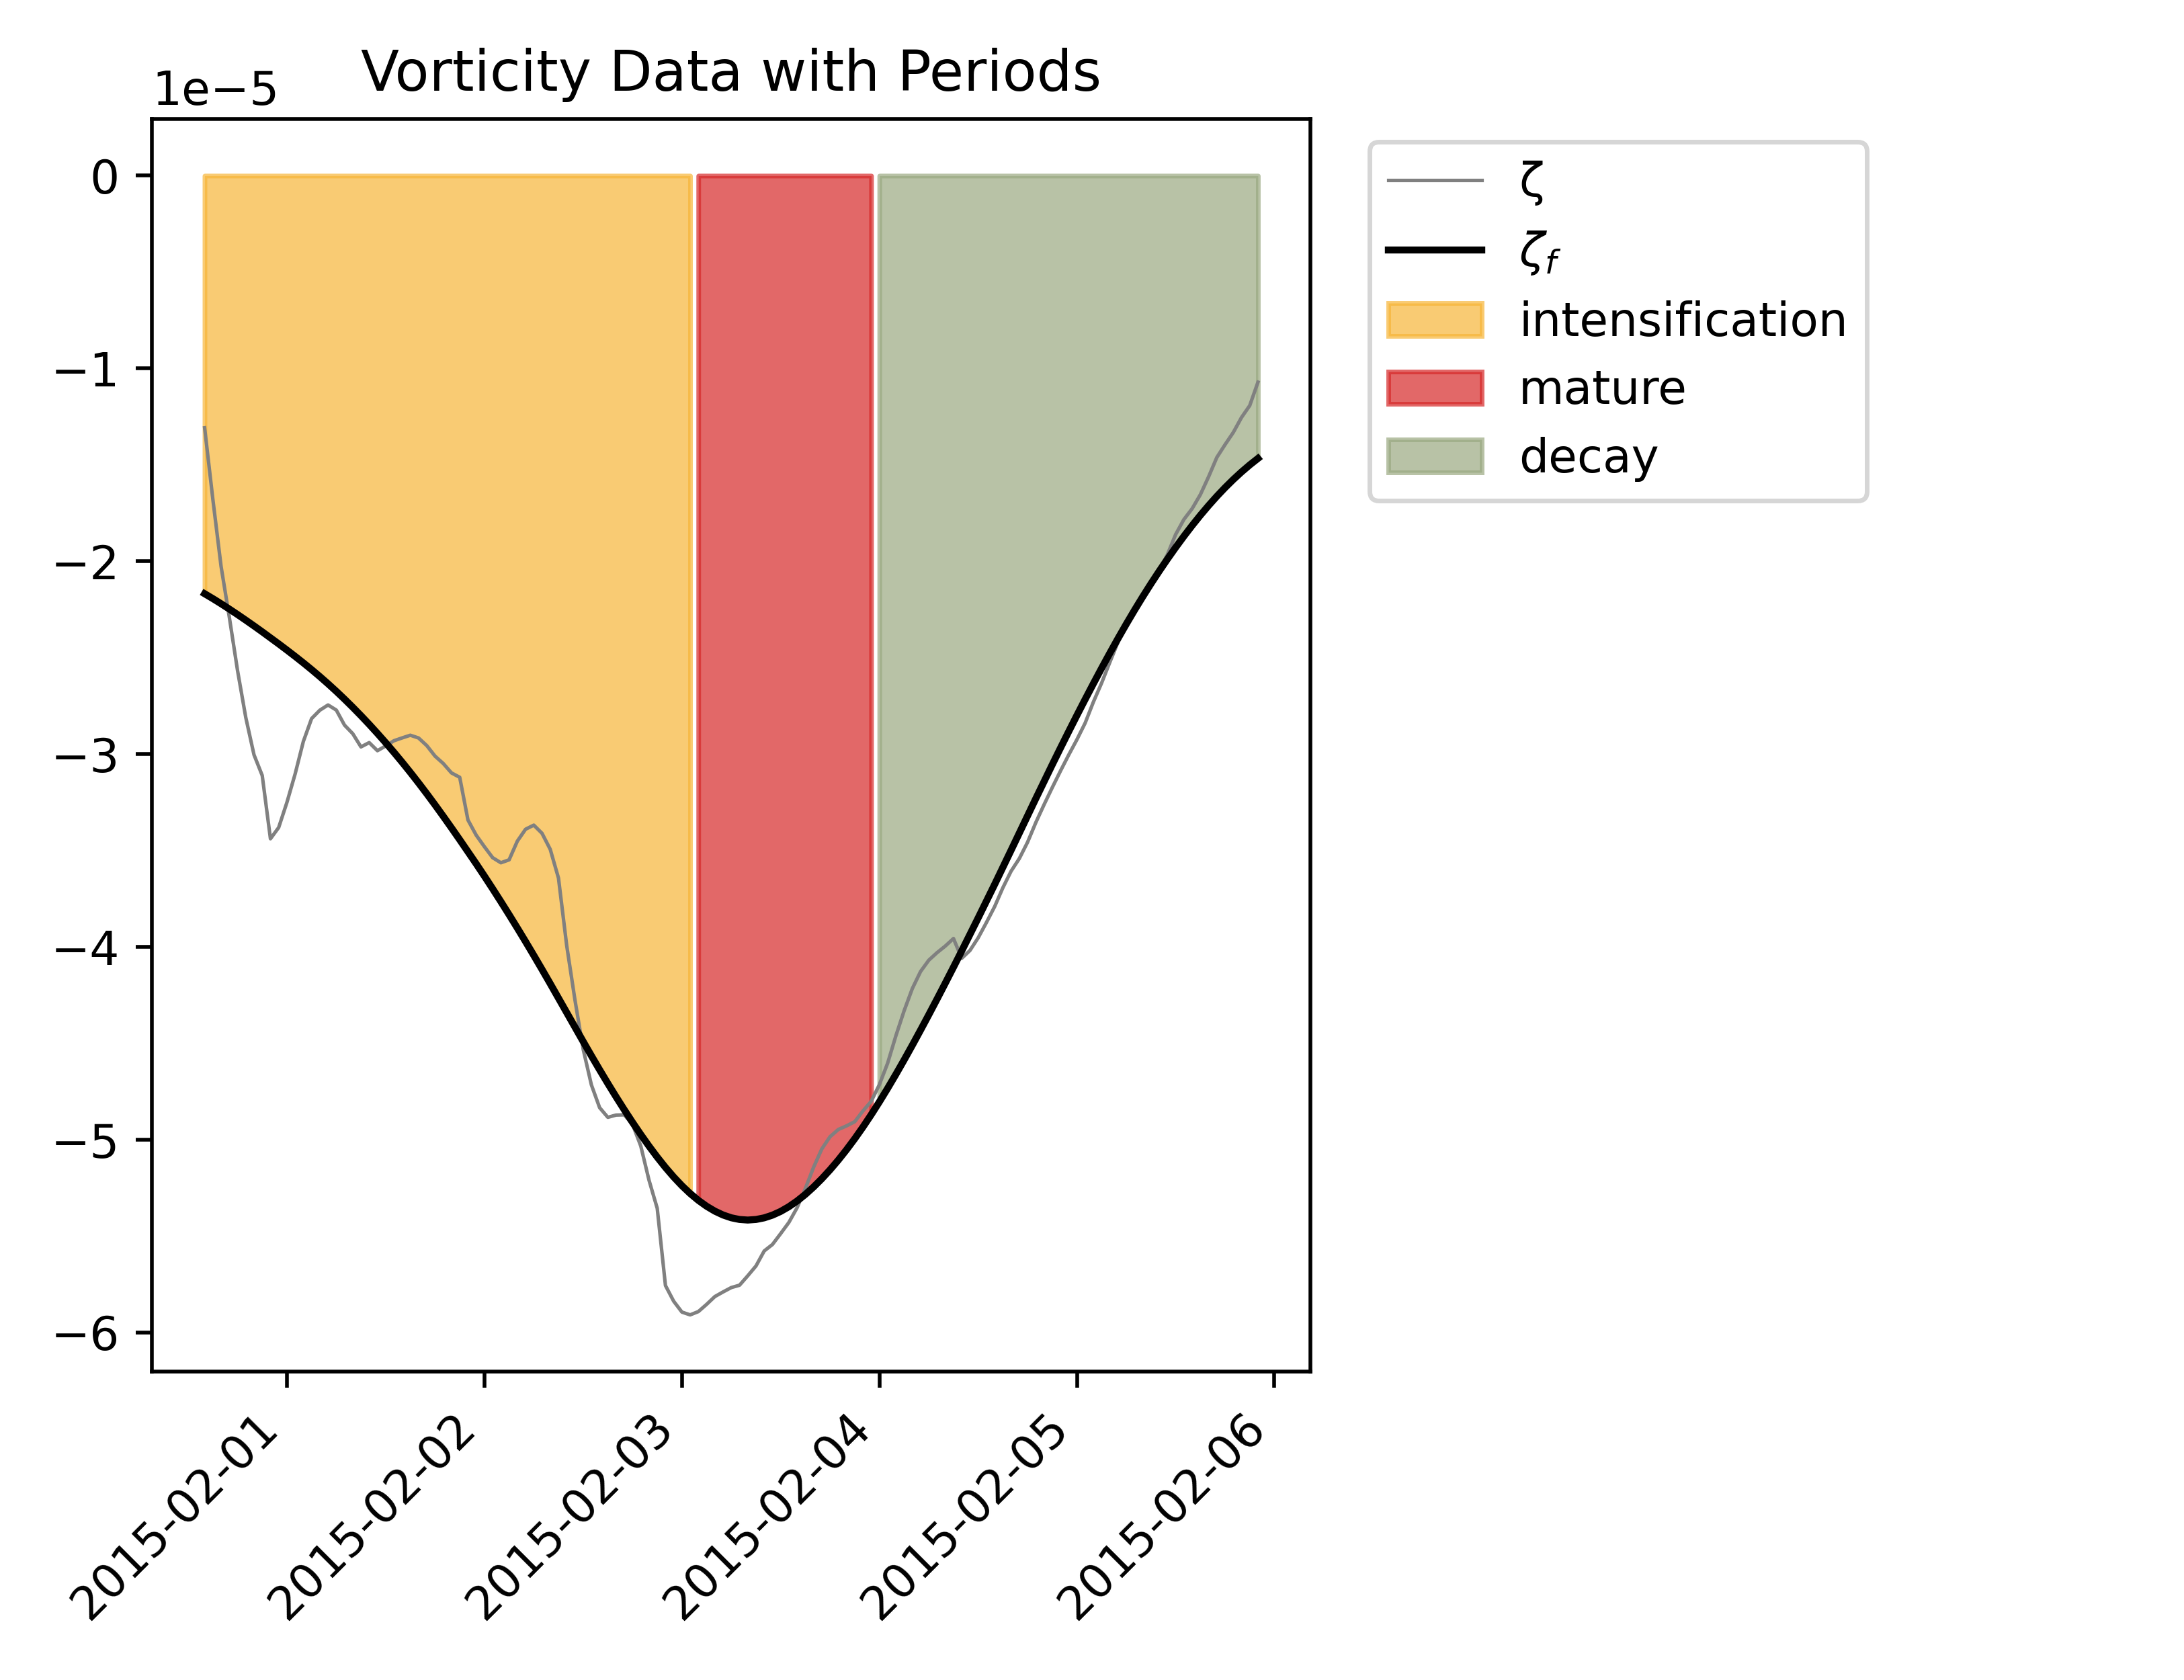 Vorticity Data with Periods
1e−5
0
−1
−2
−3
−4
−5
−6
2015-02-01
2015-02-02
2015-02-03
2015-02-04
2015-02-05
2015-02-06
ζ
ζf
intensification
mature
decay